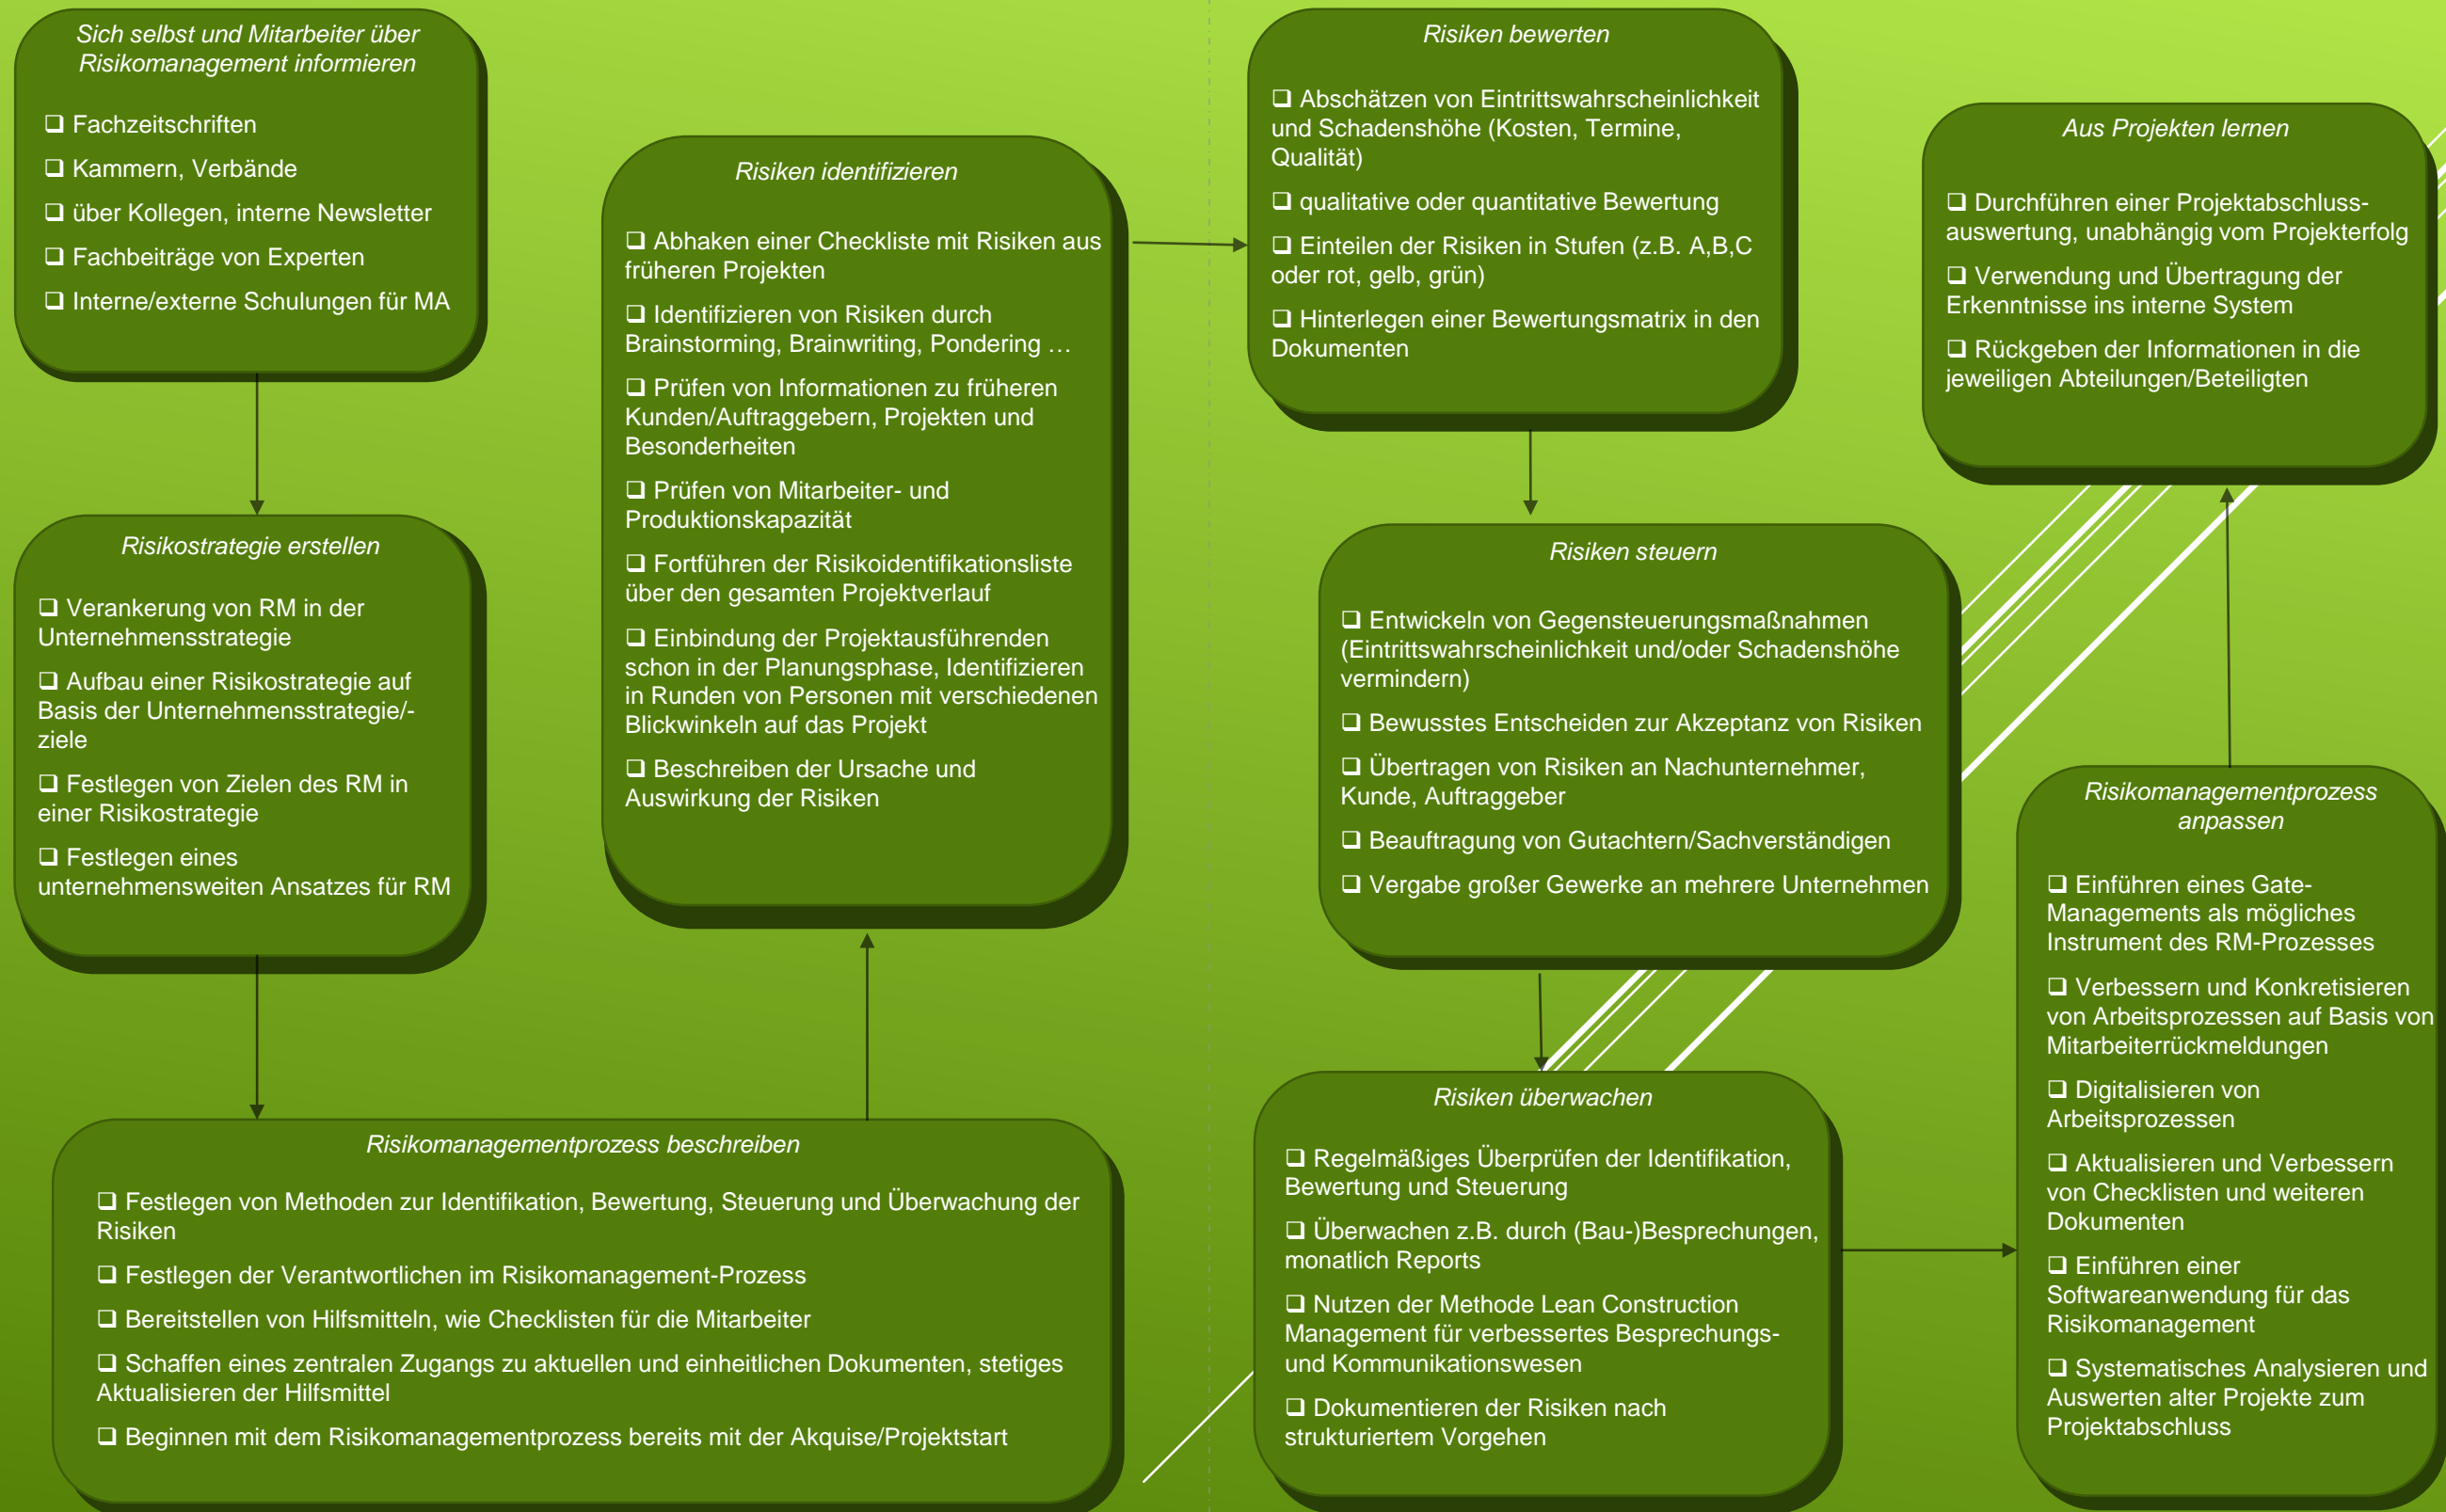 Sich selbst und Mitarbeiter über
Risikomanagement informieren
❑ Fachzeitschriften
❑ Kammern, Verbände
❑ über Kollegen, interne Newsletter
❑ Fachbeiträge von Experten
❑ Interne/externe Schulungen für MA
Risikostrategie erstellen
❑ Verankerung von RM in der
Unternehmensstrategie
❑ Aufbau einer Risikostrategie auf
Basis der Unternehmensstrategie/-
ziele
❑ Festlegen von Zielen des RM in
einer Risikostrategie
❑ Festlegen eines
unternehmensweiten Ansatzes für RM
Risikomanagementprozess beschreiben
❑ Festlegen von Methoden zur Identifikation, Bewertung, Steuerung und Überwachung der
Risiken
❑ Festlegen der Verantwortlichen im Risikomanagement-Prozess
❑ Bereitstellen von Hilfsmitteln, wie Checklisten für die Mitarbeiter
❑ Schaffen eines zentralen Zugangs zu aktuellen und einheitlichen Dokumenten, stetiges
Aktualisieren der Hilfsmittel
❑ Beginnen mit dem Risikomanagementprozess bereits mit der Akquise/Projektstart
Risiken identifizieren
❑ Abhaken einer Checkliste mit Risiken aus
früheren Projekten
❑ Identifizieren von Risiken durch
Brainstorming, Brainwriting, Pondering …
❑ Prüfen von Informationen zu früheren
Kunden/Auftraggebern, Projekten und
Besonderheiten
❑ Prüfen von Mitarbeiter- und
Produktionskapazität
❑ Fortführen der Risikoidentifikationsliste
über den gesamten Projektverlauf
❑ Einbindung der Projektausführenden
schon in der Planungsphase, Identifizieren
in Runden von Personen mit verschiedenen
Blickwinkeln auf das Projekt
❑ Beschreiben der Ursache und
Auswirkung der Risiken
Risiken bewerten
❑ Abschätzen von Eintrittswahrscheinlichkeit
und Schadenshöhe (Kosten, Termine,
Qualität)
❑ qualitative oder quantitative Bewertung
❑ Einteilen der Risiken in Stufen (z.B. A,B,C
oder rot, gelb, grün)
❑ Hinterlegen einer Bewertungsmatrix in den
Dokumenten
Risiken steuern
❑ Entwickeln von Gegensteuerungsmaßnahmen
(Eintrittswahrscheinlichkeit und/oder Schadenshöhe
vermindern)
❑ Bewusstes Entscheiden zur Akzeptanz von Risiken
❑ Übertragen von Risiken an Nachunternehmer,
Kunde, Auftraggeber
❑ Beauftragung von Gutachtern/Sachverständigen
❑ Vergabe großer Gewerke an mehrere Unternehmen
Risiken überwachen
❑ Regelmäßiges Überprüfen der Identifikation,
Bewertung und Steuerung
❑ Überwachen z.B. durch (Bau-)Besprechungen,
monatlich Reports
❑ Nutzen der Methode Lean Construction
Management für verbessertes Besprechungs-
und Kommunikationswesen
❑ Dokumentieren der Risiken nach
strukturiertem Vorgehen
Risikomanagementprozess
anpassen
❑ Einführen eines Gate-
Managements als mögliches
Instrument des RM-Prozesses
❑ Verbessern und Konkretisieren
von Arbeitsprozessen auf Basis von
Mitarbeiterrückmeldungen
❑ Digitalisieren von
Arbeitsprozessen
❑ Aktualisieren und Verbessern
von Checklisten und weiteren
Dokumenten
❑ Einführen einer
Softwareanwendung für das
Risikomanagement
❑ Systematisches Analysieren und
Auswerten alter Projekte zum
Projektabschluss
Aus Projekten lernen
❑ Durchführen einer Projektabschluss-
auswertung, unabhängig vom Projekterfolg
❑ Verwendung und Übertragung der
Erkenntnisse ins interne System
❑ Rückgeben der Informationen in die
jeweiligen Abteilungen/Beteiligten